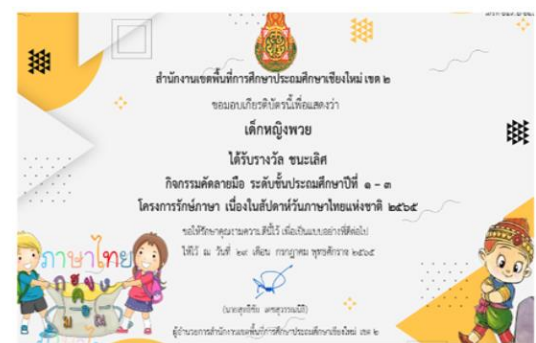 สำนักงานเขตพื้นที่การศึกษาประถมศึกษาเชียงใหม่ เขต ๒
ขอมอบเกียรติบัตรนี้เพื่อแสดงว่า
เด็กหญิงพวย
ได้รับรางวัล ชนะเลิศ
กิจกรรมคัดลายมือ ระดับชั้นประถมศึกษาปีที่ ๑ - ๓
โครงการรักษ์ภาษา เนื่องในสัปดาห์วันภาษาไทยแห่งชาติ ๒๕๖๕
ขอให้รักษาคุณงามความดีนี้ไว้ เพื่อเป็นแบบอย่างที่ดีต่อไป
ให้ไว้ ณ วันที่ ๒๙ เดือน กรกฎาคม พุทธศักราช ๒๕๖๕
ภาษาไทย
ผู้อำนวยการสำนักงานเขตพื้นที่การศึกษาประถมศึกษาเชียงใหม่ เขต ๒